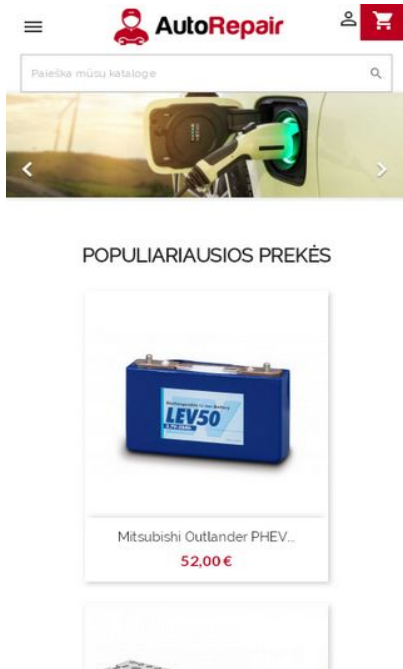 AutoRepair
Paieška mūsų kataloge
POPULIARIAUSIOS PREKĖS
LEV50
Mitsubishi Outlander PHEV...
52,00 €